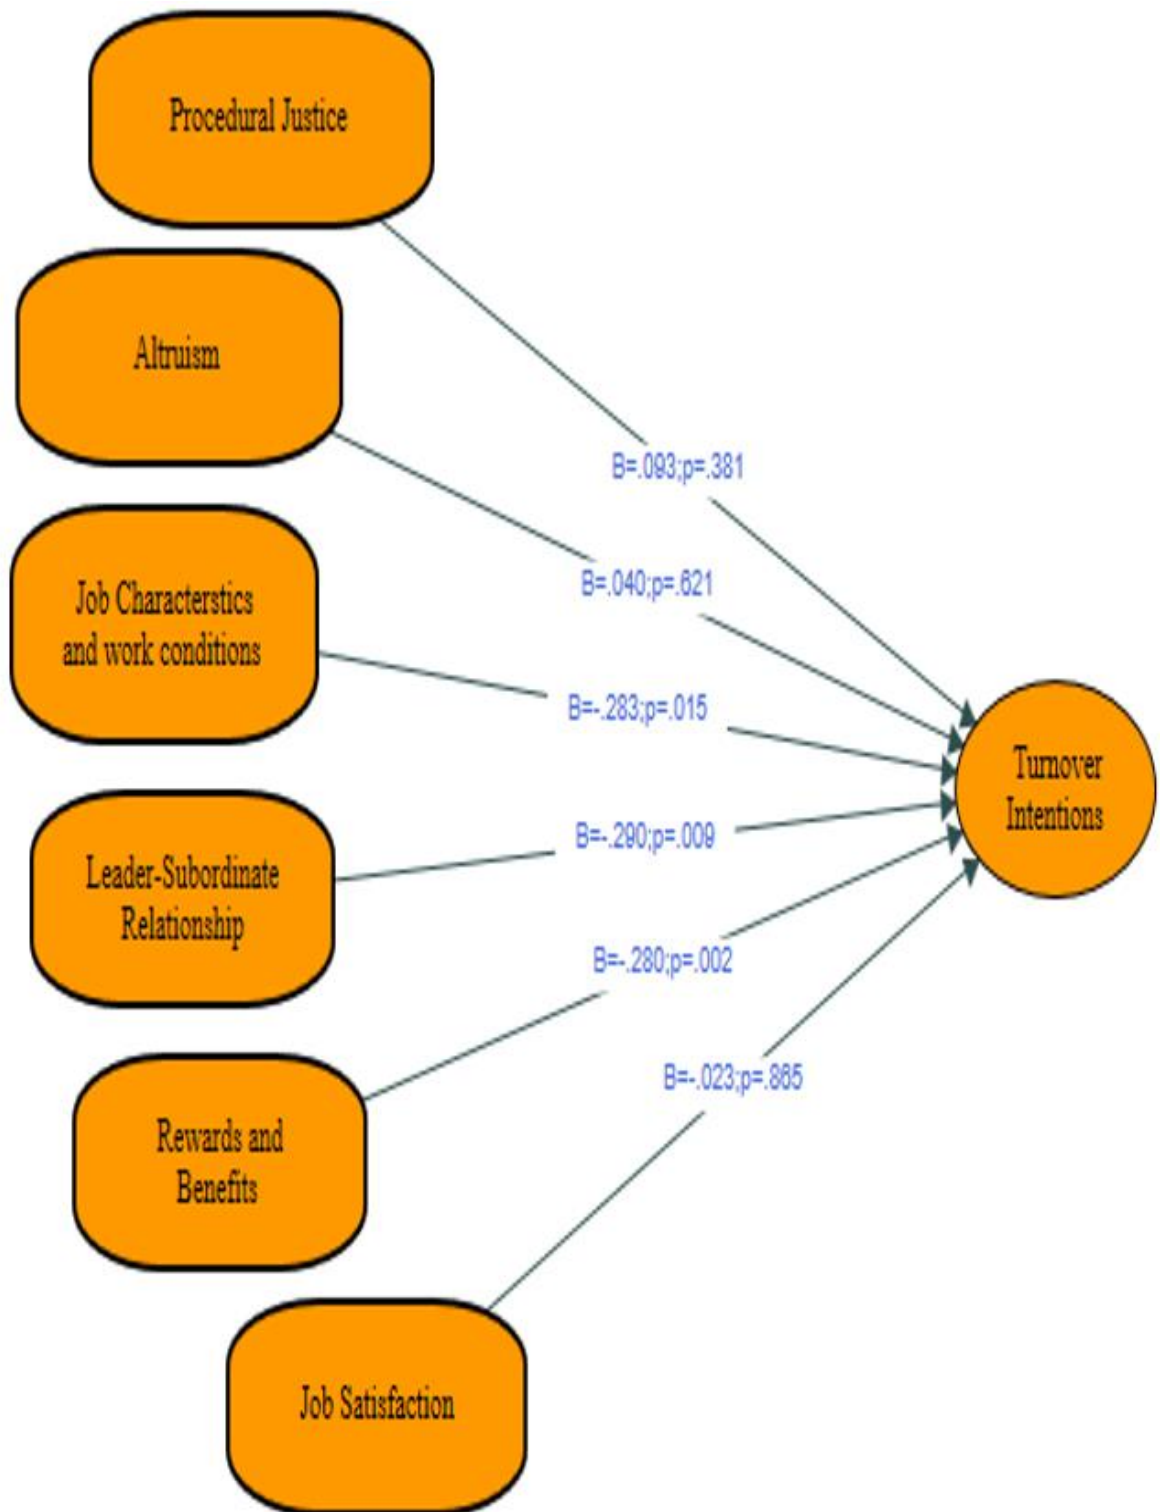 Procedural Justice
Altruism
Job Characterstics
and work conditions
Leader-Subordinate
Relationship
Rewards and
Benefits
Job Satisfaction
B=.093;p=.381
B=.040;p=.621
B=-.283;p=.015
B=-.290;p=.009
B=-.280;p=.002
B=-.023;p=.865
Turnover
Intentions